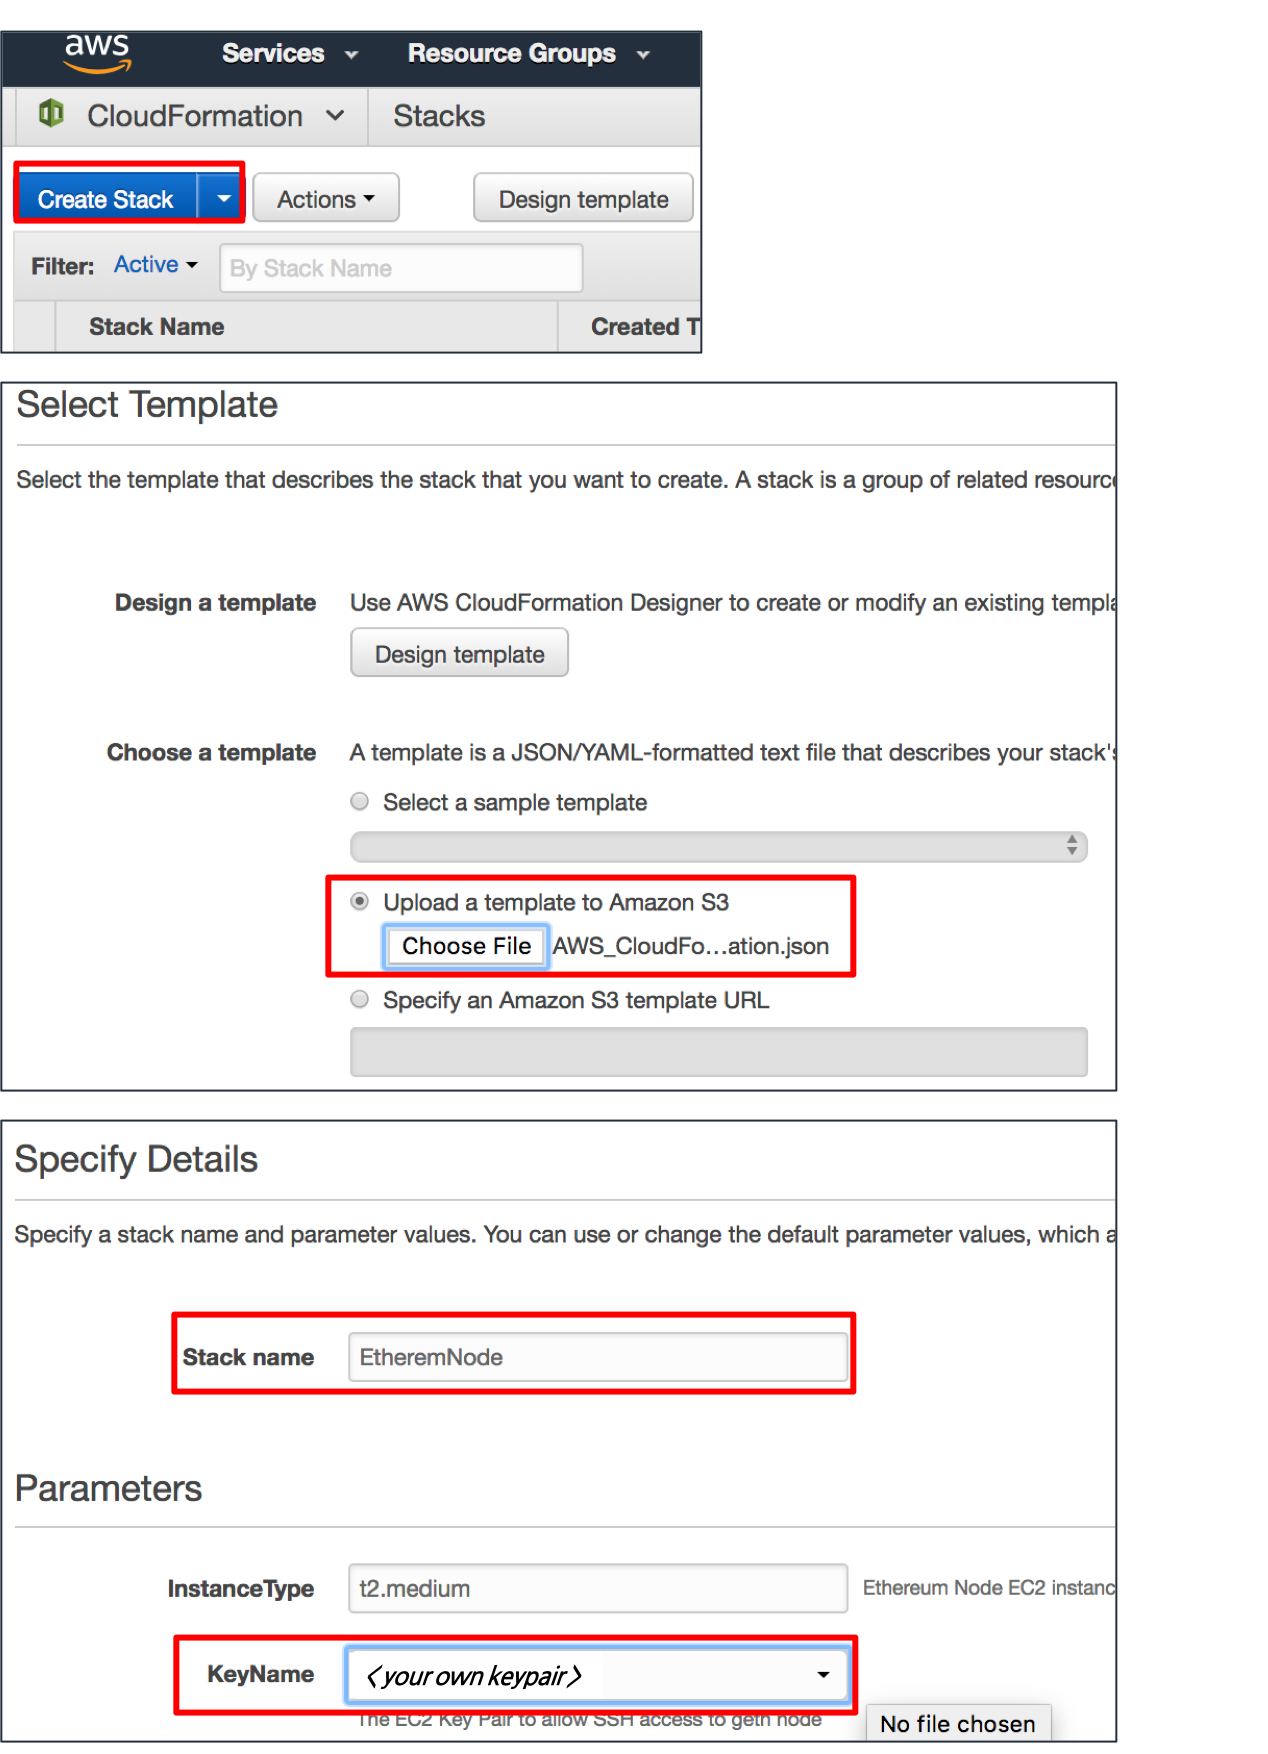 aws Services Resource Groups
CloudFormation Stacks
Create Stack Actions Design template
Filter: Active By Stack Name
Stack Name Created T
Select Template
Select the template that describes the stack that you want to create. A stack is a group of related resourc
Design a template Use AWS CloudFormation Designer to create or modify an existing templa
Design template
Choose a template A template is a JSON/YAML-formatted text file that describes your stack's
Select a sample template
Upload a template to Amazon S3
Choose File AWS_CloudFo...ation.json
Specify an Amazon S3 template URL
Specify Details
Specify a stack name and parameter values. You can use or change the default parameter values, which a
Stack name EtheremNode
Parameters
InstanceType t2.medium Ethereum Node EC2 instanc
KeyName <your own keypair>
The EC2 Key Pair to allow SSH access to geth node
No file chosen